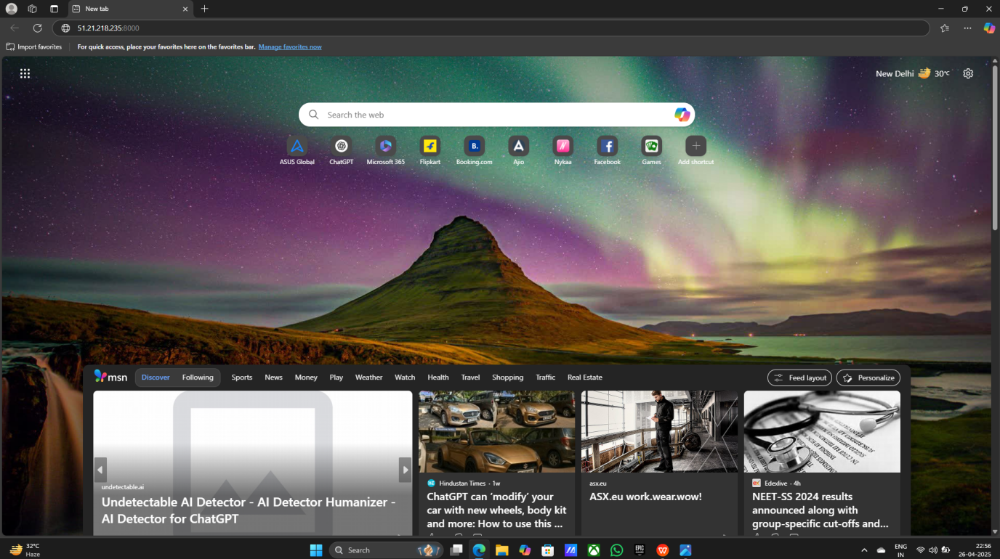 New tab
51.21.218.235:8000
Import favorites
For quick access, place your favorites here on the favorites bar. Manage favorites now
New Delhi 30°C
Search the web
ASUS Global
ChatGPT
Microsoft 365
Flipkart
B.
Booking.com
Ajio
Nykaa
Facebook
Games
Add shortcut
msn
Discover
Following
Sports
News
Money
Play
Weather
Watch
Health
Travel
Shopping
Traffic
Real Estate
Feed layout
Personalize
undetectable.ai
Undetectable AI Detector - AI Detector Humanizer -
AI Detector for ChatGPT
Hindustan Times · 1w
ChatGPT can ‘modify’ your
car with new wheels, body kit
and more: How to use this ...
asx.eu
ASX.eu work.wear.wow!
Edexlive · 4h
NEET-SS 2024 results
announced along with
group-specific cut-offs and...
32°C
Haze
Search
EPIC
ENG
IN
22:56
26-04-2025